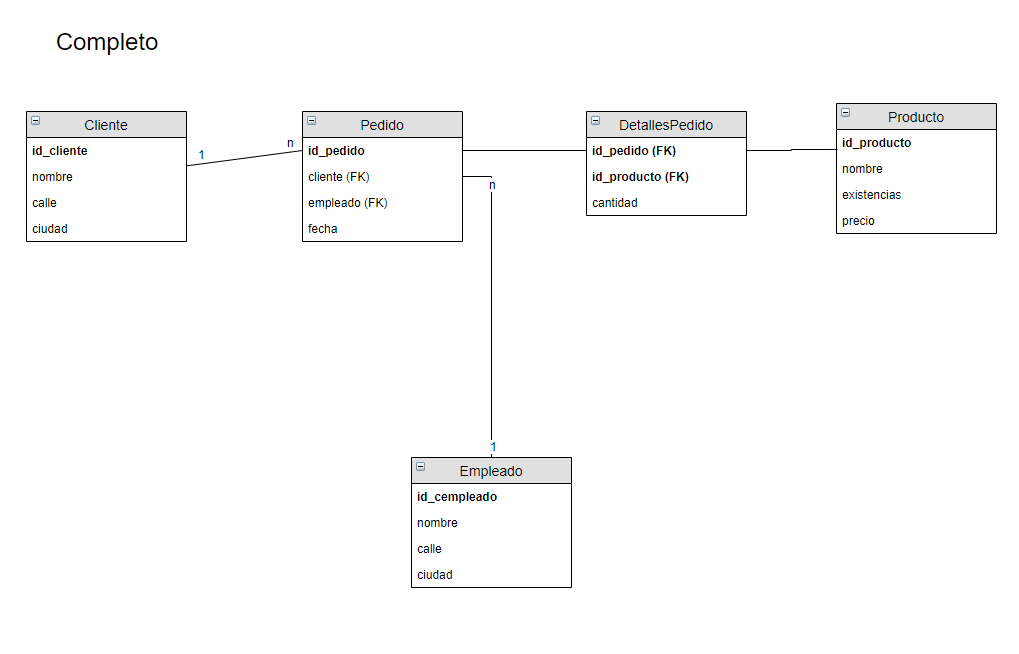 Completo
Cliente
id_cliente
nombre
calle
ciudad
1
n
Pedido
id_pedido
cliente (FK)
empleado (FK)
fecha
n
1
DetallesPedido
id_pedido (FK)
id_producto (FK)
cantidad
Producto
id_producto
nombre
existencias
precio
Empleado
id_cempleado
nombre
calle
ciudad